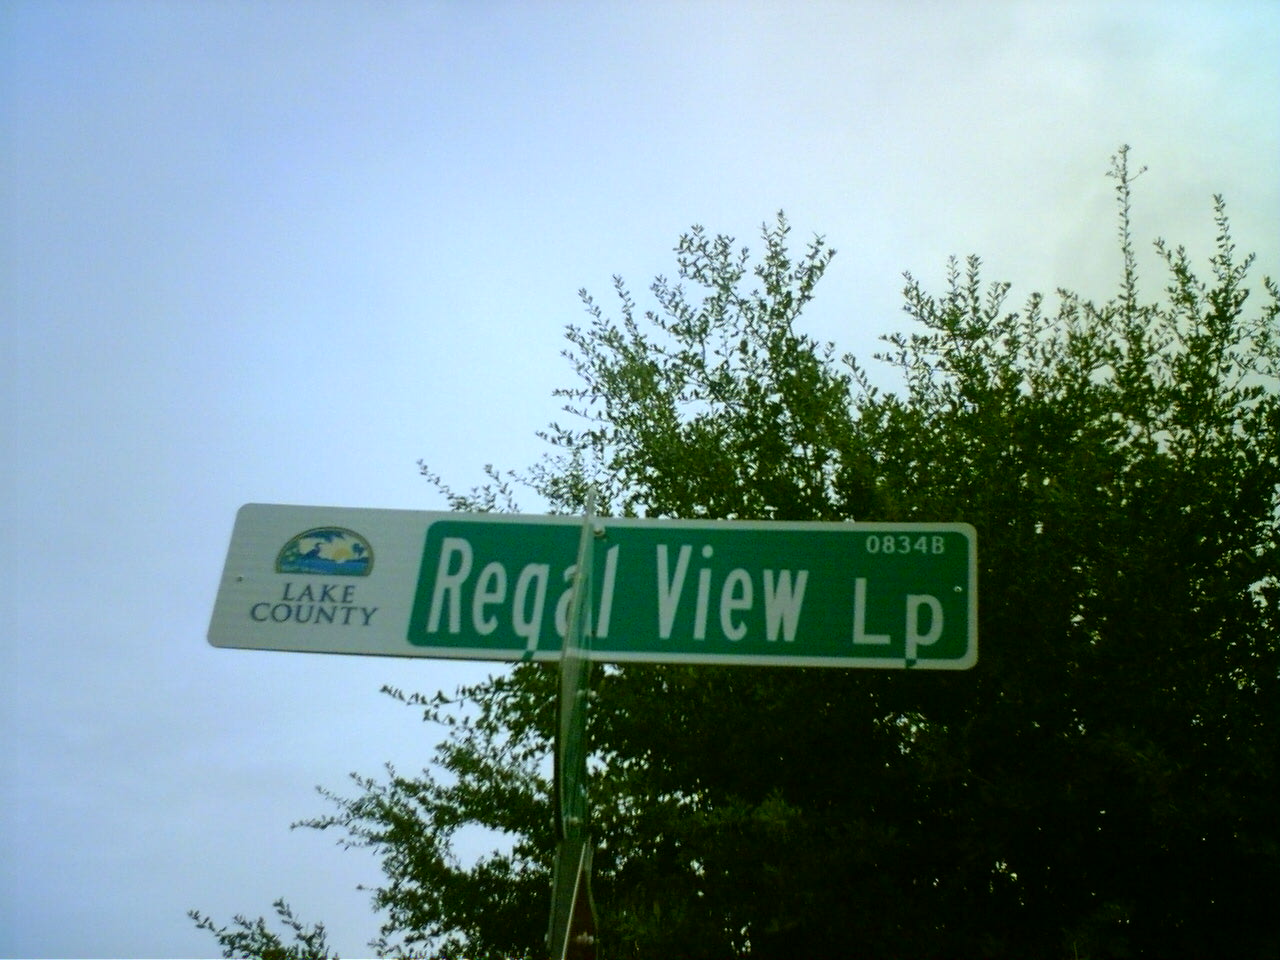 LAKE
COUNTY
Regal View Lp
0834B